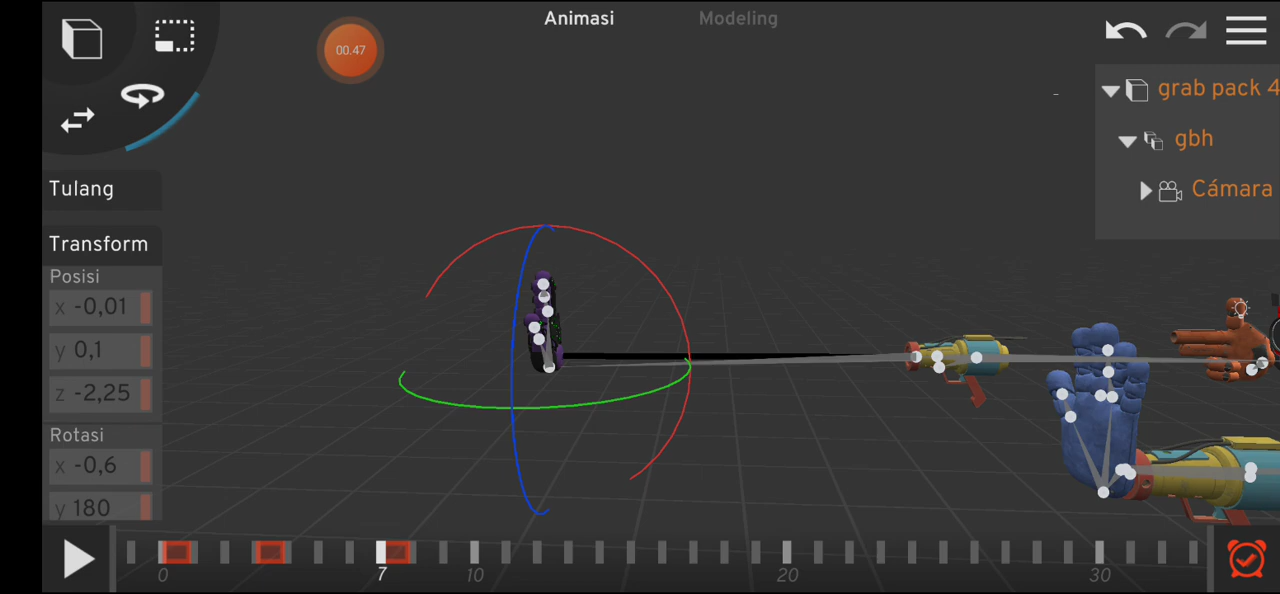 Animasi
Modeling
00.47
grab pack 4
gbh
Cámara
Tulang
Transform
Posisi
x -0,01
y 0,1
z -2,25
Rotasi
x -0,6
y 180
0
7
10
20
30